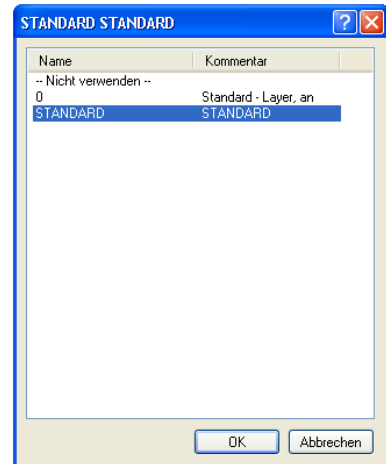 STANDARD STANDARD
Name Kommentar
-- Nicht verwenden --
0 Standard - Layer, an
STANDARD STANDARD
OK Abbrechen